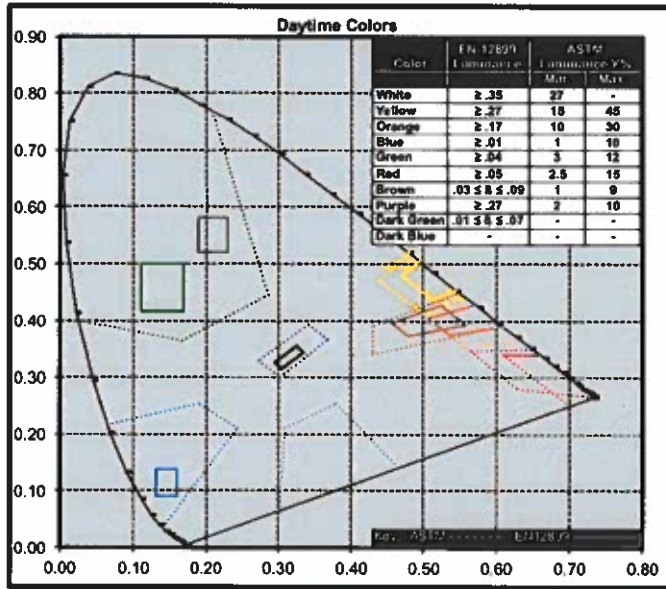 Daytime Colors
EN-12899 ASTM
Color Luminance Luminance Y%
Min. Max
White ≥ .35 27 -
Yellow ≥ .27 15 45
Orange ≥ .17 10 30
Blue ≥ .01 1 10
Green ≥ .04 3 12
Red ≥ .05 2.5 15
Brown .03 ≤ ß ≤ .09 1 9
Purple ≥ .27 2 10
Dark Green .01 ≤ ß ≤ .07 - -
Dark Blue - - -
0.90
0.80
0.70
0.60
0.50
0.40
0.30
0.20
0.10
0.00
Key: ASTM - - - - - - - EN12899
0.00 0.10 0.20 0.30 0.40 0.50 0.60 0.70 0.80